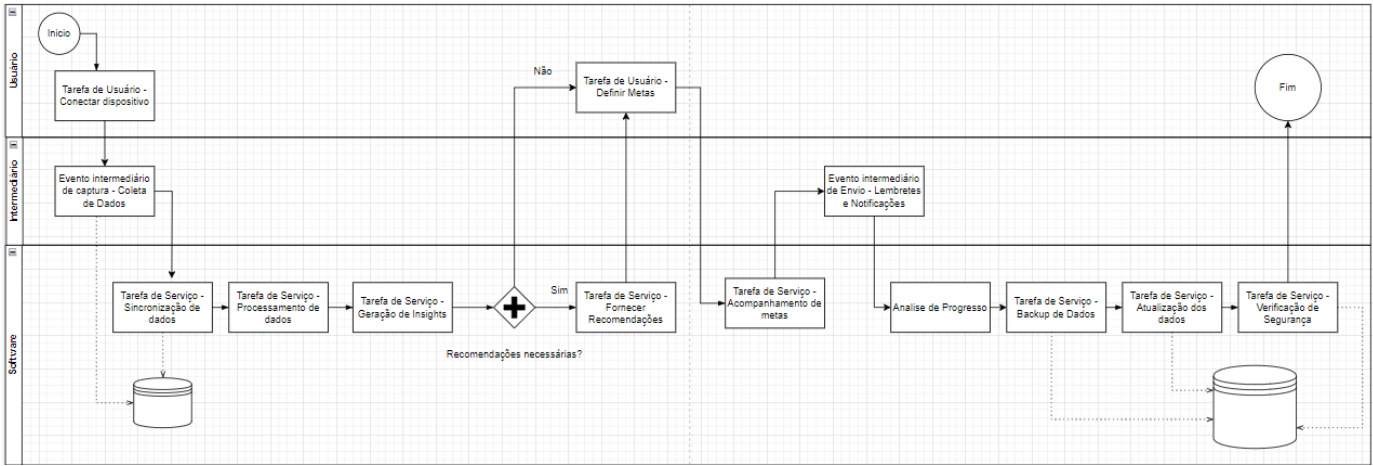 Usuário
Inicio
Tarefa de Usuário -
Conectar dispositivo
Não
Tarefa de Usuário -
Definir Metas
Fim
Intermediário
Evento intermediário
de captura - Coleta
de Dados
Evento intermediário
de Envio - Lembretes
e Notificações
Software
Tarefa de Serviço -
Sincronização de
dados
Tarefa de Serviço -
Processamento de
dados
Tarefa de Serviço -
Geração de Insights
Sim
Tarefa de Serviço -
Fornecer
Recomendações
Recomendações necessárias?
Tarefa de Serviço -
Acompanhamento de
metas
Analise de Progresso
Tarefa de Serviço -
Backup de Dados
Tarefa de Serviço -
Atualização dos
dados
Tarefa de Serviço -
Verificação de
Segurança